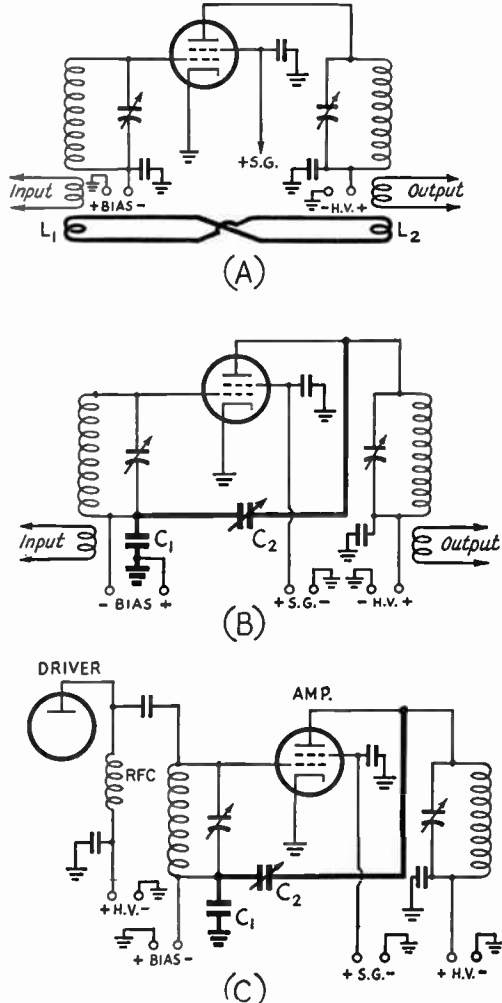 +S.G.
Input
+BIAS-
-H.V.+
Output
L1
L2
(A)
Input
C1
C2
Output
- BIAS +
+ S.G.-
- H.V.+
(B)
DRIVER
AMP.
RFC
+ H.V.-
C1
C2
+ BIAS-
+ S.G.-
+ H.V.-
(C)